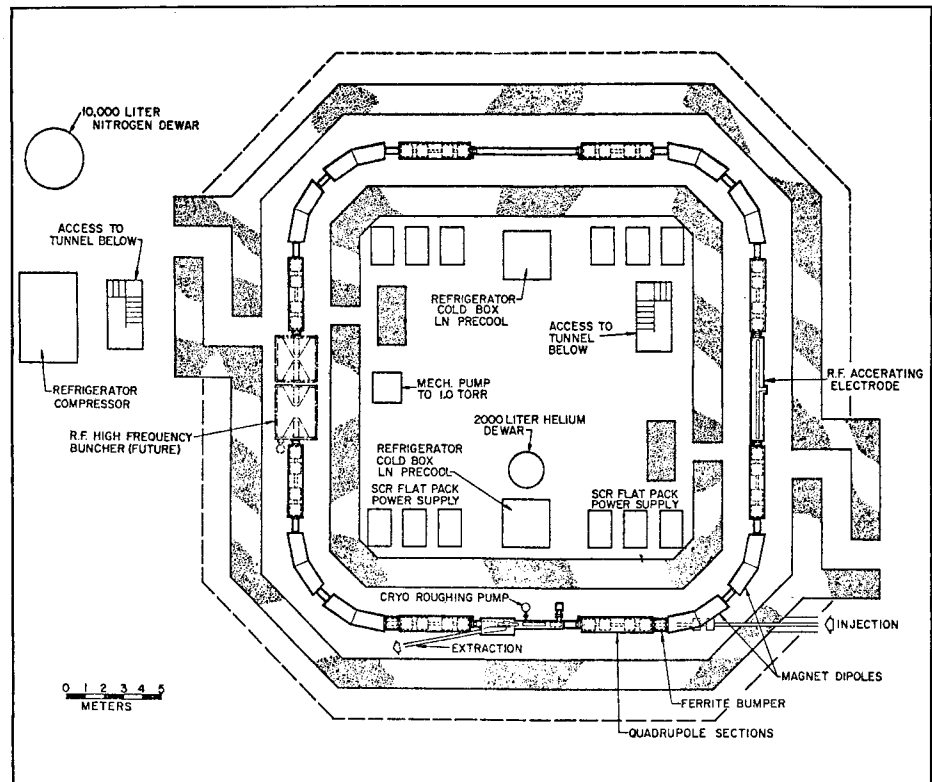 10,000 LITER
NITROGEN DEWAR
ACCESS TO
TUNNEL BELOW
REFRIGERATOR
COMPRESSOR
R.F. HIGH FREQUENCY
BUNCHER (FUTURE)
REFRIGERATOR
COLD BOX
LN PRECOOL
ACCESS TO
TUNNEL
BELOW
MECH. PUMP
TO 1.0 TORR
R.F. ACCERATING
ELECTRODE
2000 LITER HELIUM
DEWAR
REFRIGERATOR
COLD BOX
LN PRECOOL
SCR FLAT PACK
POWER SUPPLY
SCR FLAT PACK
POWER SUPPLY
CRYO ROUGHING PUMP
EXTRACTION
INJECTION
MAGNET DIPOLES
FERRITE BUMPER
QUADRUPOLE SECTIONS
0 1 2 3 4 5
METERS